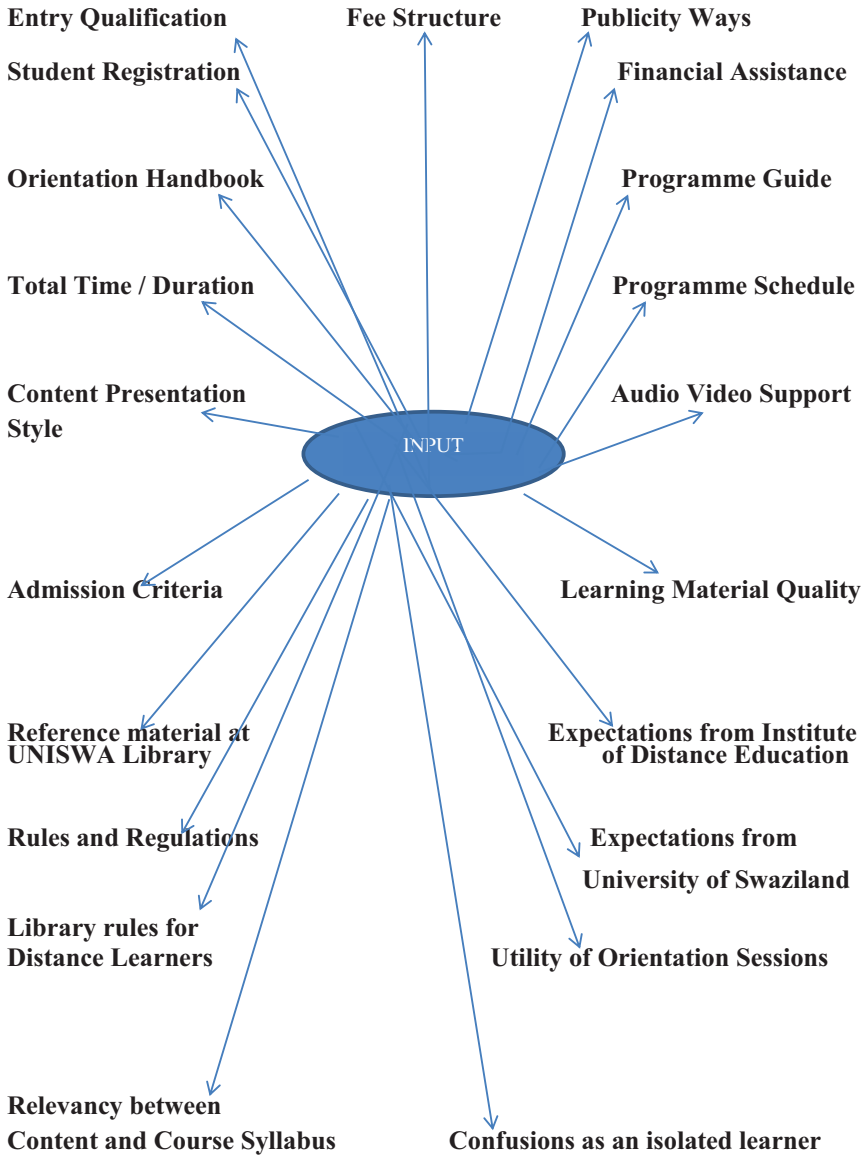 Entry Qualification
Fee Structure
Publicity Ways
Student Registration
Financial Assistance
Orientation Handbook
Programme Guide
Total Time / Duration
Programme Schedule
Content Presentation
Style
Audio Video Support
INPUT
Admission Criteria
Learning Material Quality
Reference material at
UNISWA Library
Expectations from Institute
of Distance Education
Rules and Regulations
Expectations from
University of Swaziland
Library rules for
Distance Learners
Utility of Orientation Sessions
Relevancy between
Content and Course Syllabus
Confusions as an isolated learner